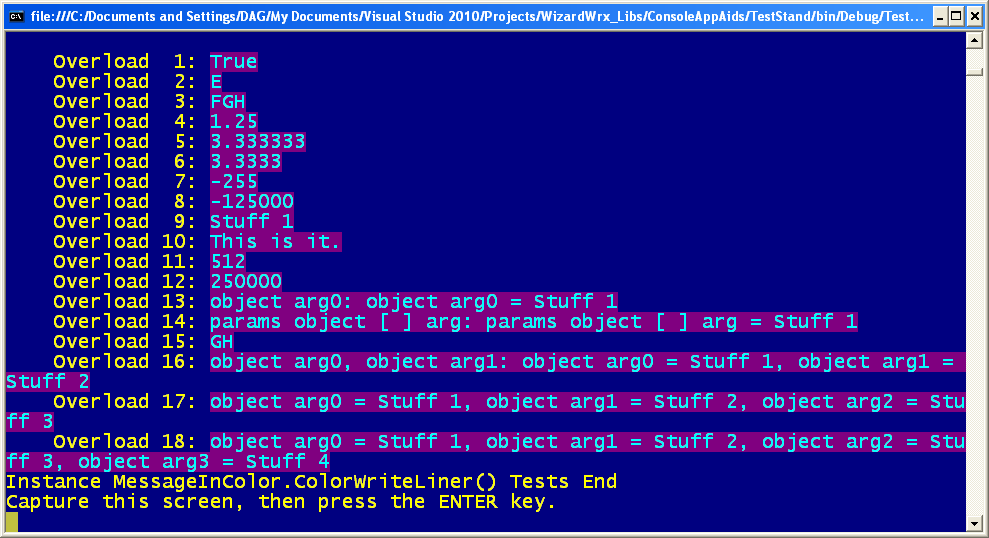 file:///C:/Documents and Settings/DAG/My Documents/Visual Studio 2010/Projects/WizardWrx_Libs/ConsoleAppAids/TestStand/bin/Debug/Test...
Overload  1: True
Overload  2: E
Overload  3: FGH
Overload  4: 1.25
Overload  5: 3.333333
Overload  6: 3.3333
Overload  7: -255
Overload  8: -125000
Overload  9: Stuff 1
Overload 10: This is it.
Overload 11: 512
Overload 12: 250000
Overload 13: object arg0: object arg0 = Stuff 1
Overload 14: params object [ ] arg: params object [ ] arg = Stuff 1
Overload 15: GH
Overload 16: object arg0, object arg1: object arg0 = Stuff 1, object arg1 =
Stuff 2
Overload 17: object arg0 = Stuff 1, object arg1 = Stuff 2, object arg2 = Stu
ff 3
Overload 18: object arg0 = Stuff 1, object arg1 = Stuff 2, object arg2 = Stu
ff 3, object arg3 = Stuff 4
Instance MessageInColor.ColorWriteLiner() Tests End
Capture this screen, then press the ENTER key.